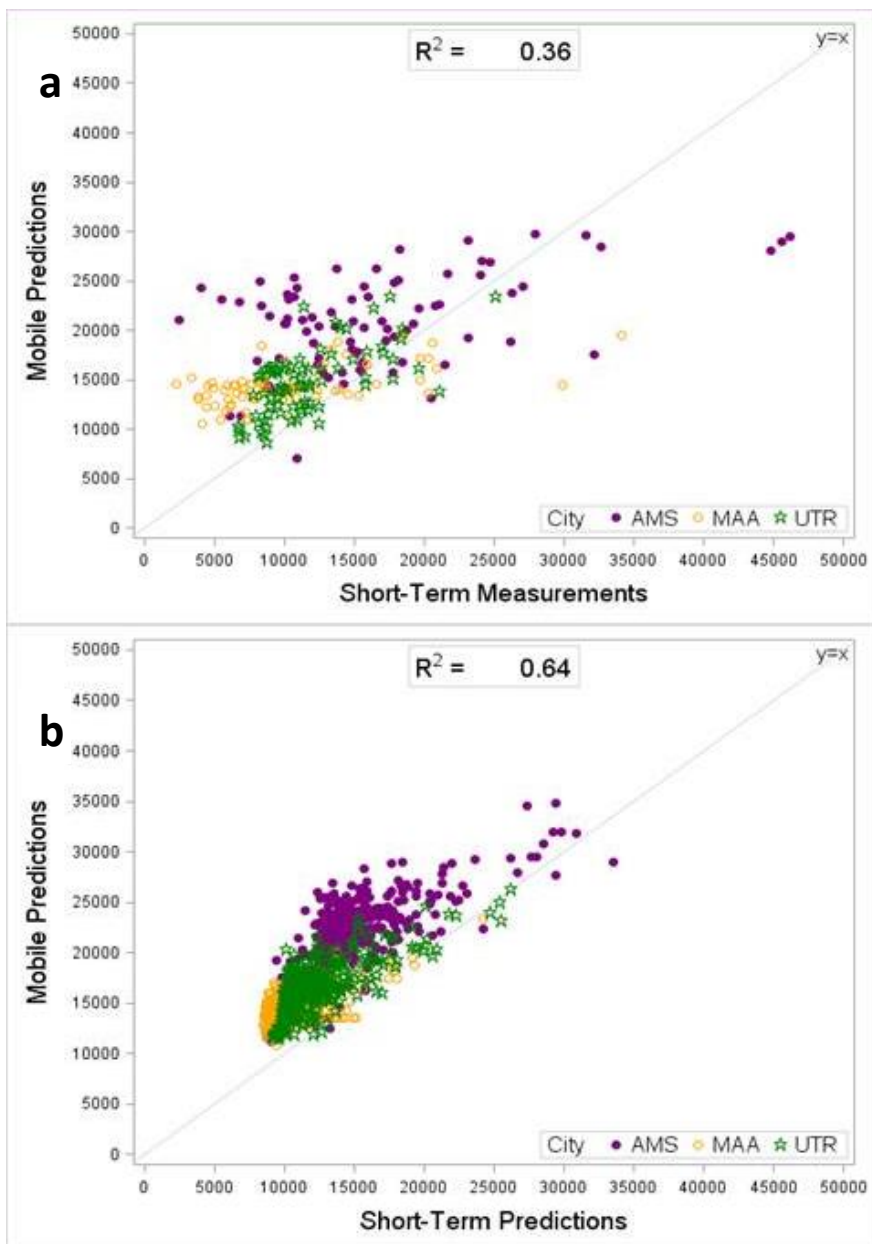 a
R² = 0.36
y=x
50000
45000
40000
35000
30000
25000
20000
15000
10000
5000
0
Mobile Predictions
City AMS MAA UTR
0 5000 10000 15000 20000 25000 30000 35000 40000 45000 50000
Short-Term Measurements
b
R² = 0.64
y=x
50000
45000
40000
35000
30000
25000
20000
15000
10000
5000
0
Mobile Predictions
City AMS MAA UTR
0 5000 10000 15000 20000 25000 30000 35000 40000 45000 50000
Short-Term Predictions